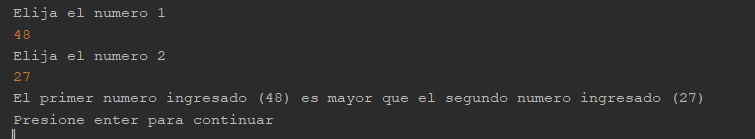 Elija el numero 1
48
Elija el numero 2
27
El primer numero ingresado (48) es mayor que el segundo numero ingresado (27)
Presione enter para continuar